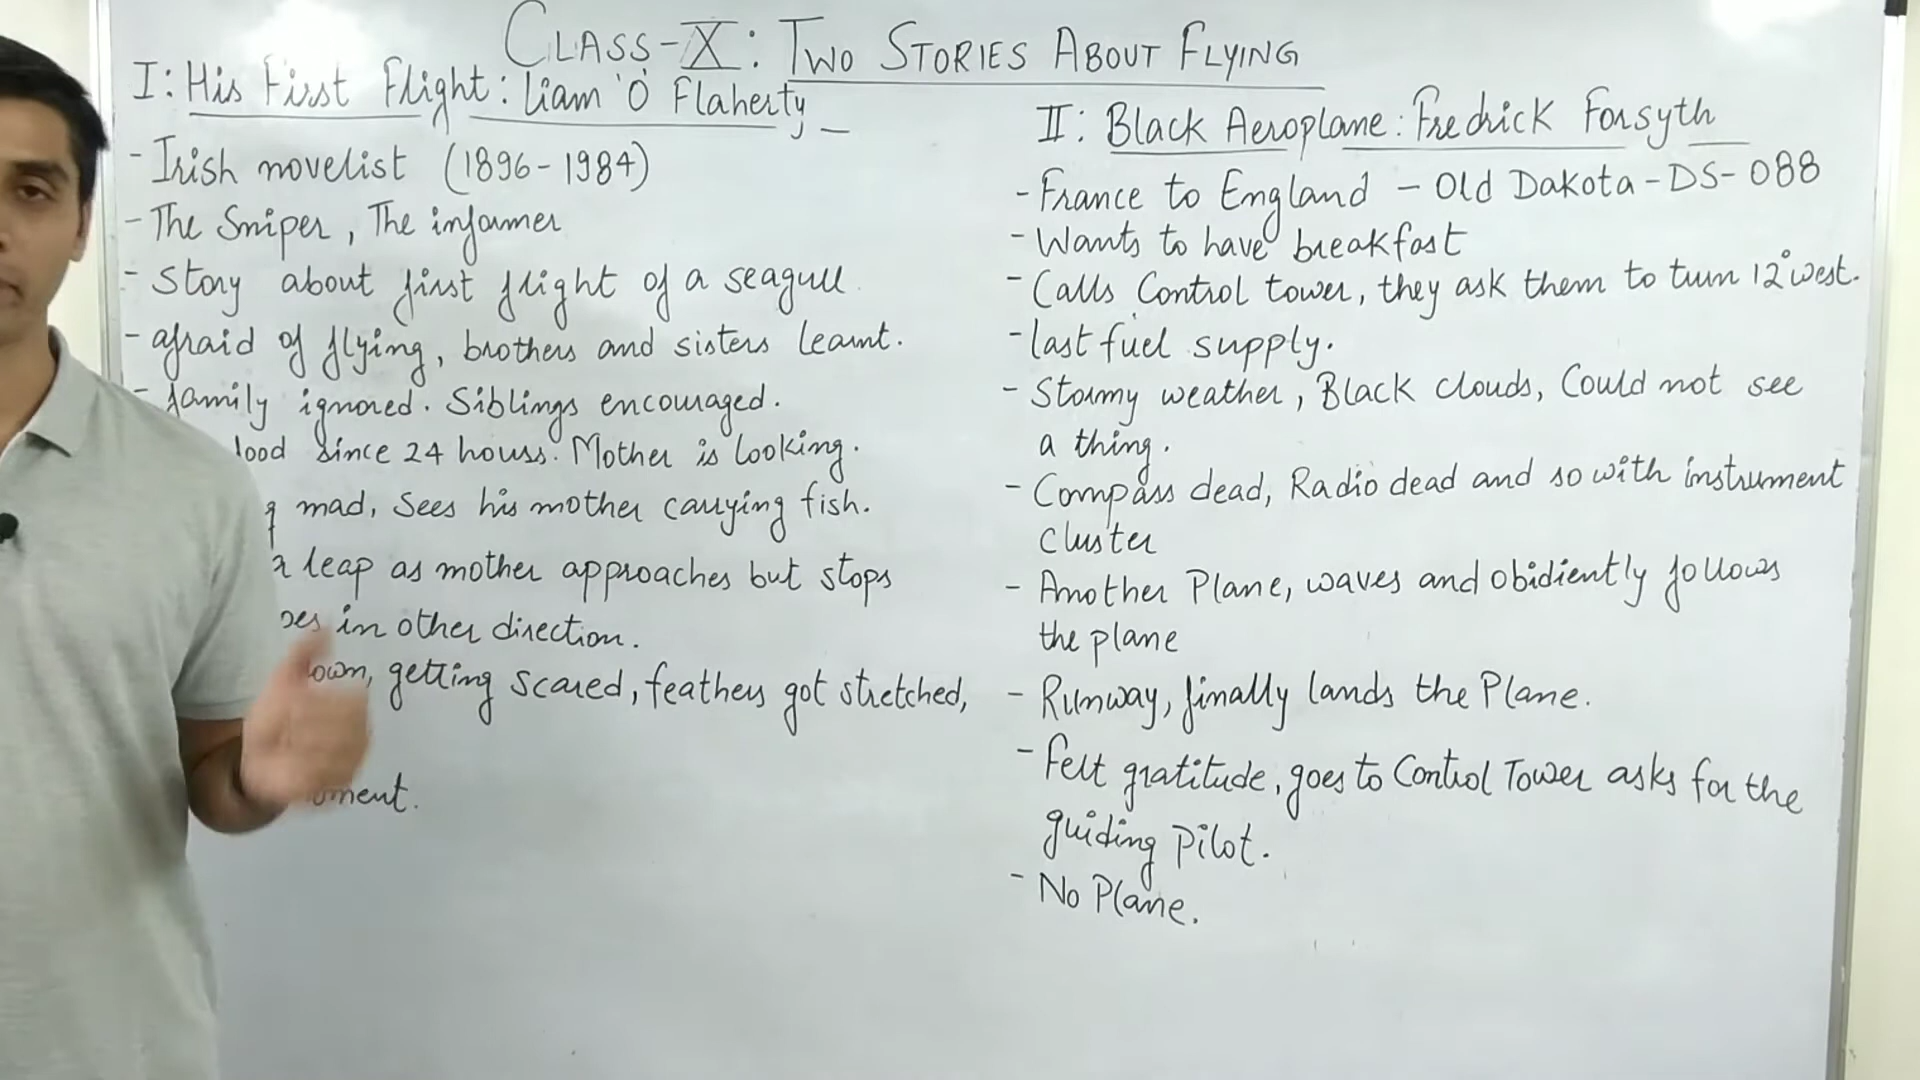 CLASS-X: TWO STORIES ABOUT FLYING
I: His First Flight: Liam 'O' Flaherty
- Irish novelist (1896-1984)
- The Sniper, The informer
- Story about first flight of a seagull.
- afraid of flying, brothers and sisters learnt.
- family ignored. Siblings encouraged.
since 24 hours. Mother is looking.
mad, Sees his mother carrying fish.
leap as mother approaches but stops
in other direction.
getting scared, feathers got stretched,
II: Black Aeroplane: Fredrick Forsyth
- France to England - Old Dakota - DS-088
- Wants to have breakfast
- Calls Control tower, they ask them to turn 12° west.
- last fuel supply.
- Stormy weather, Black clouds, Could not see
a thing.
- Compass dead, Radio dead and so with instrument
cluster
- Another Plane, waves and obidiently follows
the plane
- Runway, finally lands the Plane.
- Felt gratitude, goes to Control Tower asks for the
guiding pilot.
- No Plane.